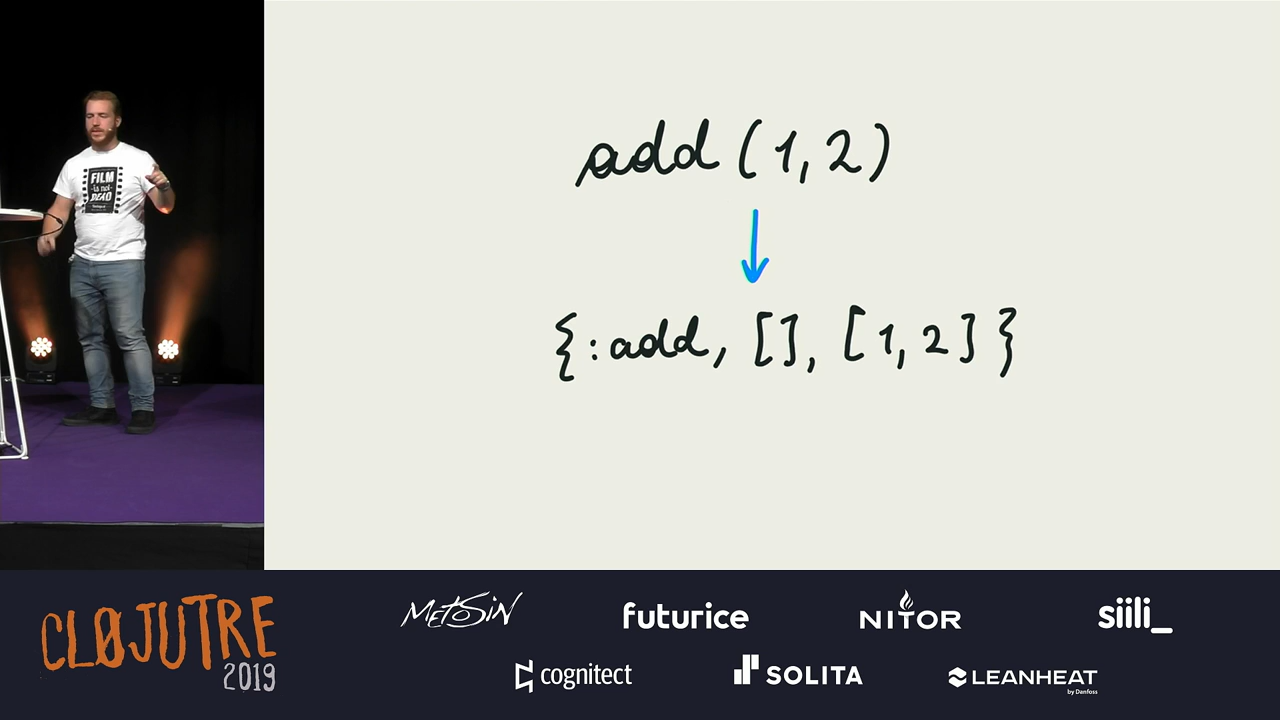 add (1, 2)
{:add, [], [1, 2]}
FILM
is not
DEAD
CLØJUTRE
2019
METOSIN
futurice
NITOR
siili_
cognitect
SOLITA
LEANHEAT
by Danfoss